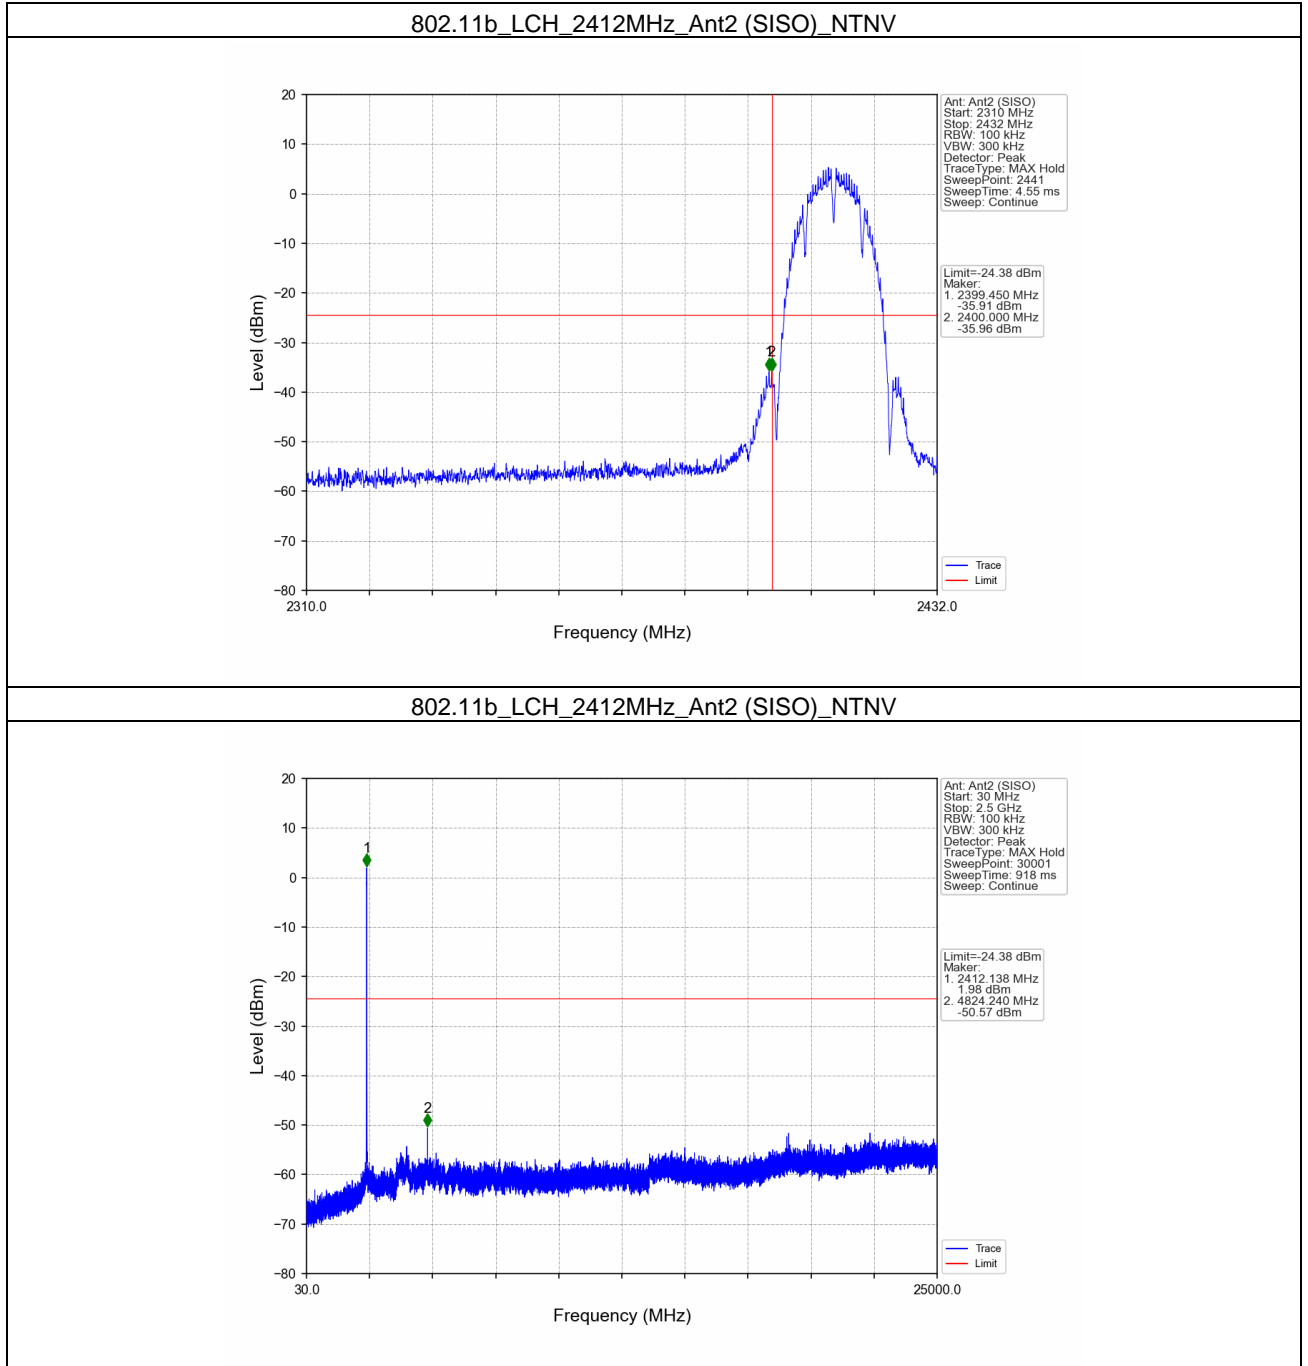 802.11b_LCH_2412MHz_Ant2 (SISO)_NTNV
20
10
0
−10
−20
−30
−40
−50
−60
−70
−80
Level (dBm)
2310.0
2432.0
Frequency (MHz)
1
2
Ant: Ant2 (SISO)
Start: 2310 MHz
Stop: 2432 MHz
RBW: 100 kHz
VBW: 300 kHz
Detector: Peak
TraceType: MAX Hold
SweepPoint: 2441
SweepTime: 4.55 ms
Sweep: Continue
Limit=-24.38 dBm
Maker:
1. 2399.450 MHz
-35.91 dBm
2. 2400.000 MHz
-35.96 dBm
Trace
Limit
802.11b_LCH_2412MHz_Ant2 (SISO)_NTNV
20
10
0
−10
−20
−30
−40
−50
−60
−70
−80
Level (dBm)
30.0
25000.0
Frequency (MHz)
1
2
Ant: Ant2 (SISO)
Start: 30 MHz
Stop: 2.5 GHz
RBW: 100 kHz
VBW: 300 kHz
Detector: Peak
TraceType: MAX Hold
SweepPoint: 30001
SweepTime: 918 ms
Sweep: Continue
Limit=-24.38 dBm
Maker:
1. 2412.138 MHz
1.98 dBm
2. 4824.240 MHz
-50.57 dBm
Trace
Limit